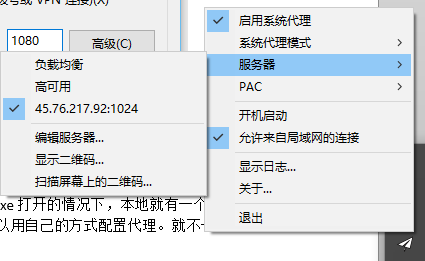 VPN 连接)(X)
1080
高级(C)
负载均衡
高可用
45.76.217.92:1024
编辑服务器...
显示二维码...
扫描屏幕上的二维码...
启用系统代理
系统代理模式
服务器
PAC
开机启动
允许来自局域网的连接
显示日志...
关于...
退出
xe 打开的情况下，本地就有一个
以用自己的方式配置代理。就不